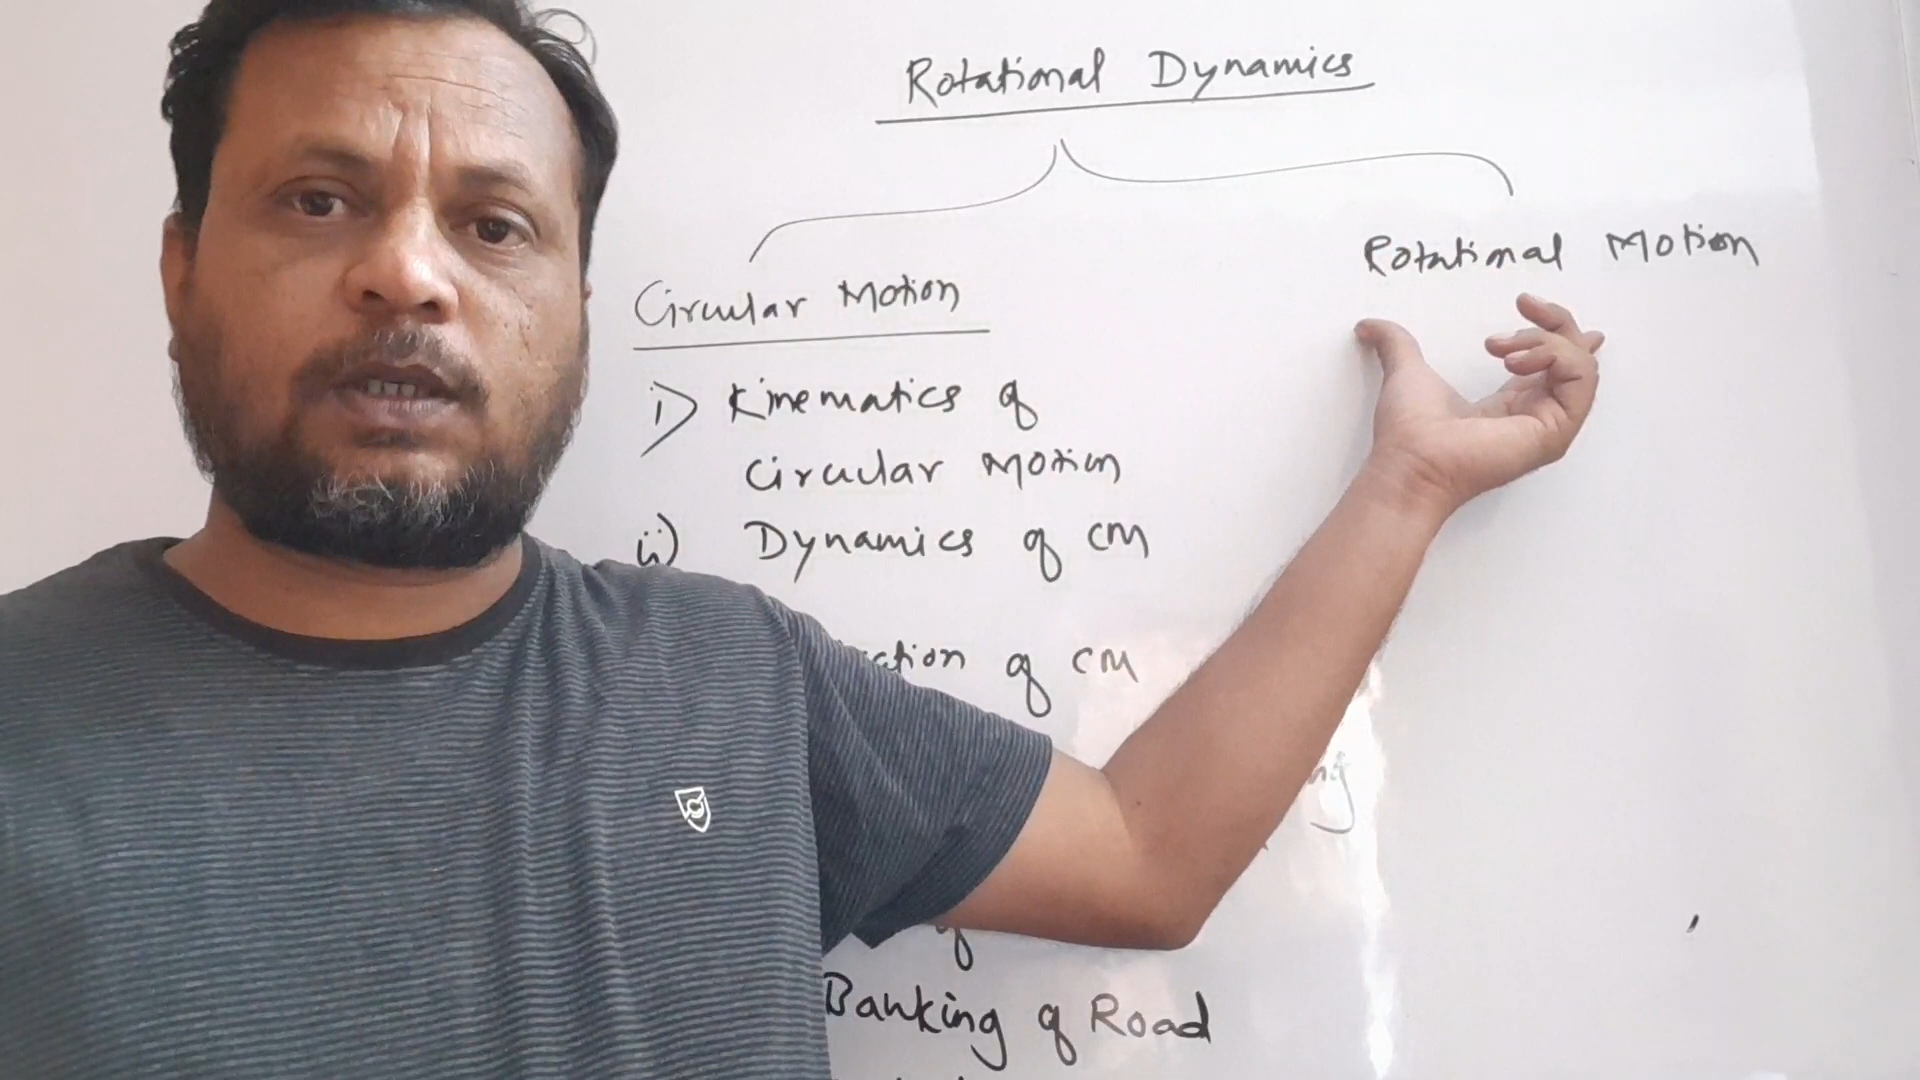 Rotational Dynamics
Rotational Motion
Circular Motion
i) Kinematics of
Circular Motion
ii) Dynamics of CM
of CM
Banking of Road